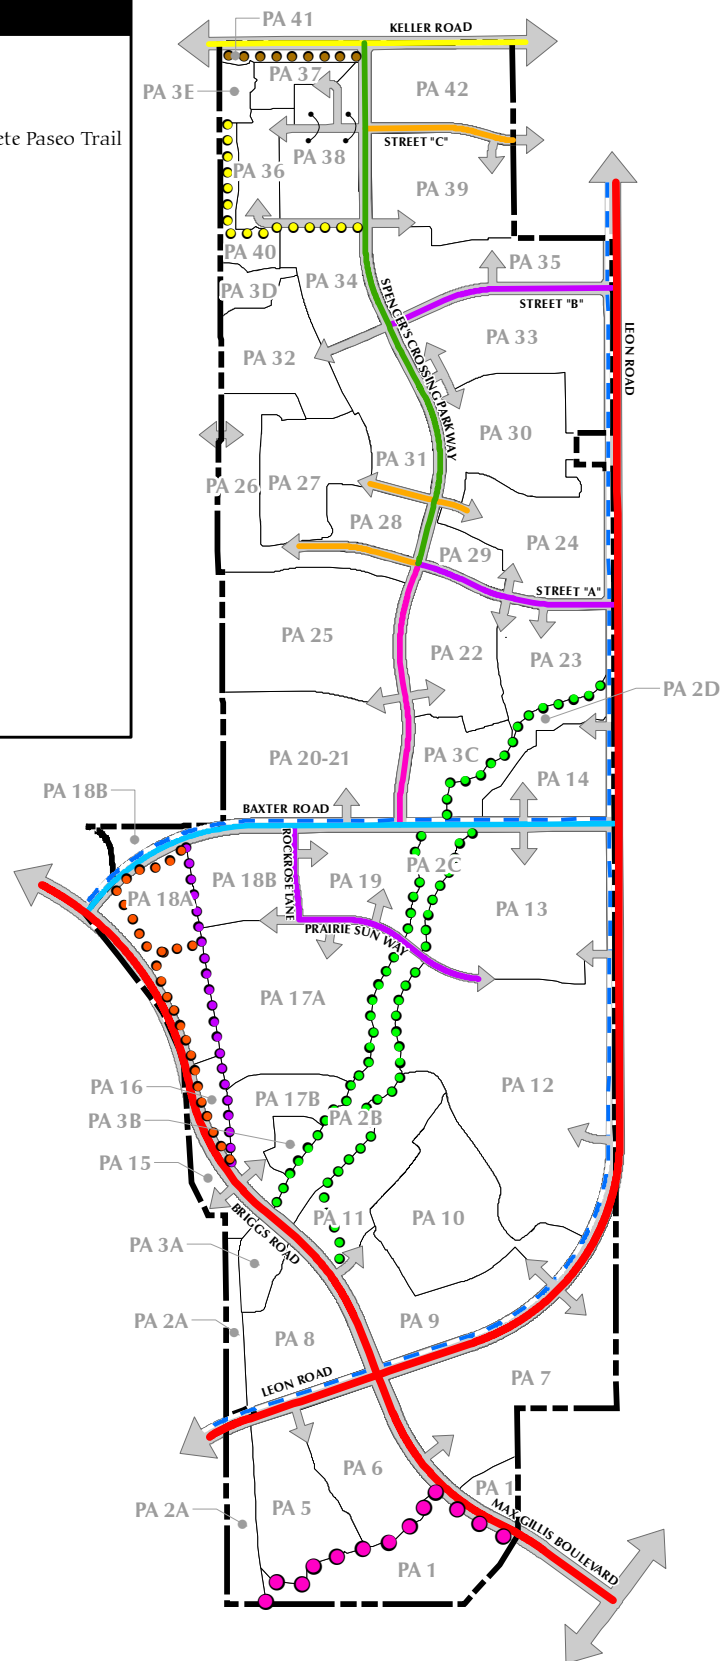 PA 41
KELLER ROAD
PA 37
PA 3E
PA 42
ete Paseo Trail
STREET "C"
PA 38
PA 36
PA 39
PA 40
PA 35
PA 34
PA 3D
STREET "B"
SPENCER'S CROSSING PARKWAY
LEON ROAD
PA 33
PA 32
PA 30
PA 31
PA 26
PA 27
PA 28
PA 24
PA 29
STREET "A"
PA 25
PA 22
PA 23
PA 2D
PA 3C
PA 20-21
PA 14
PA 18B
BAXTER ROAD
ROCKROSE LANE
PA 2C
PA 18B
PA 19
PA 18A
PA 13
PRAIRIE SUN WAY
PA 17A
PA 12
PA 16
PA 17B
PA 3B
PA 2B
PA 15
BRIGGS ROAD
PA 11
PA 10
PA 3A
PA 2A
PA 9
PA 8
LEON ROAD
PA 7
PA 6
PA 1
PA 5
PA 2A
MAX GILLIS BOULEVARD
PA 1